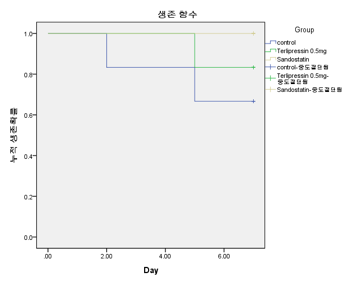 생존 함수
Group
control
Terlipressin 0.5mg
Sandostatin
control-중도절단됨
Terlipressin 0.5mg-
중도절단됨
Sandostatin-중도절단됨
누적 생존확률
1.0
0.8
0.6
0.4
0.2
0.0
.00
2.00
4.00
6.00
Day